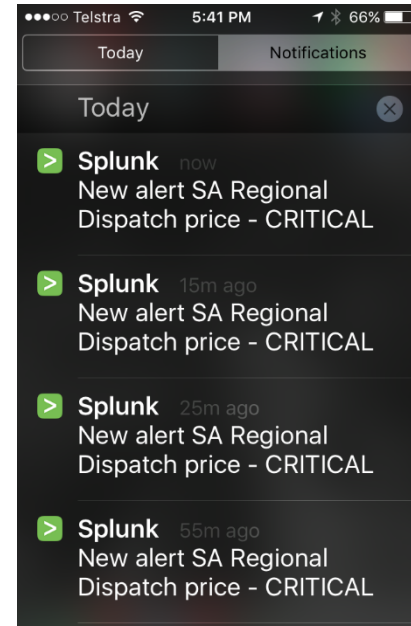 Telstra 5:41 PM 66%
Today Notifications
Today
Splunk now
New alert SA Regional
Dispatch price - CRITICAL
Splunk 15m ago
New alert SA Regional
Dispatch price - CRITICAL
Splunk 25m ago
New alert SA Regional
Dispatch price - CRITICAL
Splunk 55m ago
New alert SA Regional
Dispatch price - CRITICAL